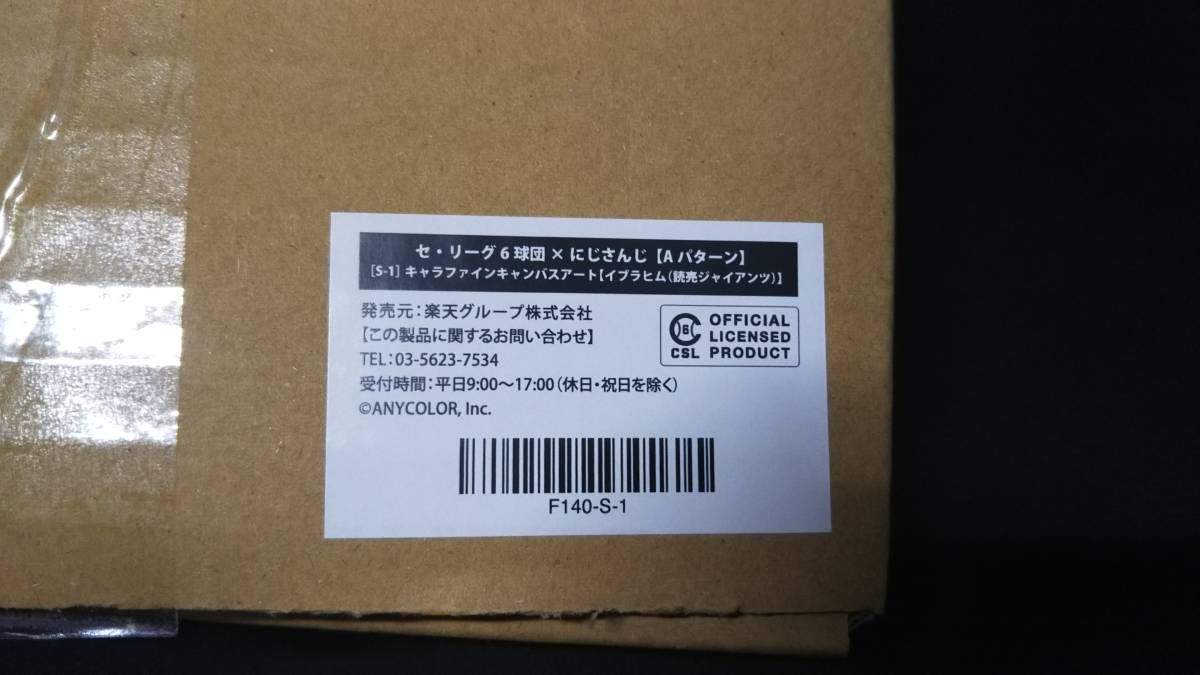 セ・リーグ6球団×にじさんじ【Aパターン】
[S-1]キャラファインキャンバスアート【イブラヒム(読売ジャイアンツ)】
発売元:楽天グループ株式会社
【この製品に関するお問い合わせ】
TEL:03-5623-7534
受付時間:平日9:00〜17:00(休日・祝日を除く)
©ANYCOLOR, Inc.
C6
CSL
OFFICIAL
LICENSED
PRODUCT
F140-S-1